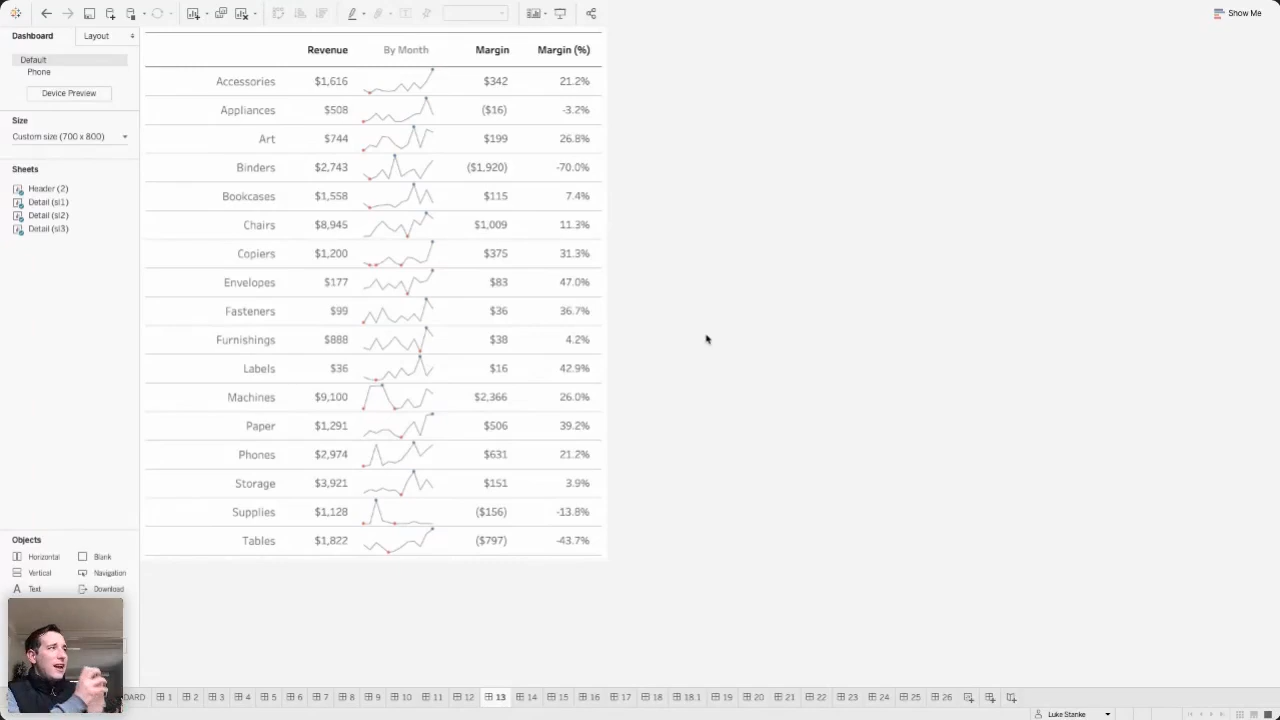 Show Me
Dashboard Layout
Default
Phone
Device Preview
Size
Custom size (700 x 800)
Sheets
Header (2)
Detail (sl1)
Detail (sl2)
Detail (sl3)
Revenue By Month Margin Margin (%)
Accessories $1,616 $342 21.2%
Appliances $508 ($16) -3.2%
Art $744 $199 26.8%
Binders $2,743 ($1,920) -70.0%
Bookcases $1,558 $115 7.4%
Chairs $8,945 $1,009 11.3%
Copiers $1,200 $375 31.3%
Envelopes $177 $83 47.0%
Fasteners $99 $36 36.7%
Furnishings $888 $38 4.2%
Labels $36 $16 42.9%
Machines $9,100 $2,366 26.0%
Paper $1,291 $506 39.2%
Phones $2,974 $631 21.2%
Storage $3,921 $151 3.9%
Supplies $1,128 ($156) -13.8%
Tables $1,822 ($797) -43.7%
Objects
Horizontal Blank
Vertical Navigation
A Text Download
DARD 1 2 3 4 5 6 7 8 9 10 11 12 13 14 15 16 17 18 18.1 19 20 21 22 23 24 25 26
Luke Stanke